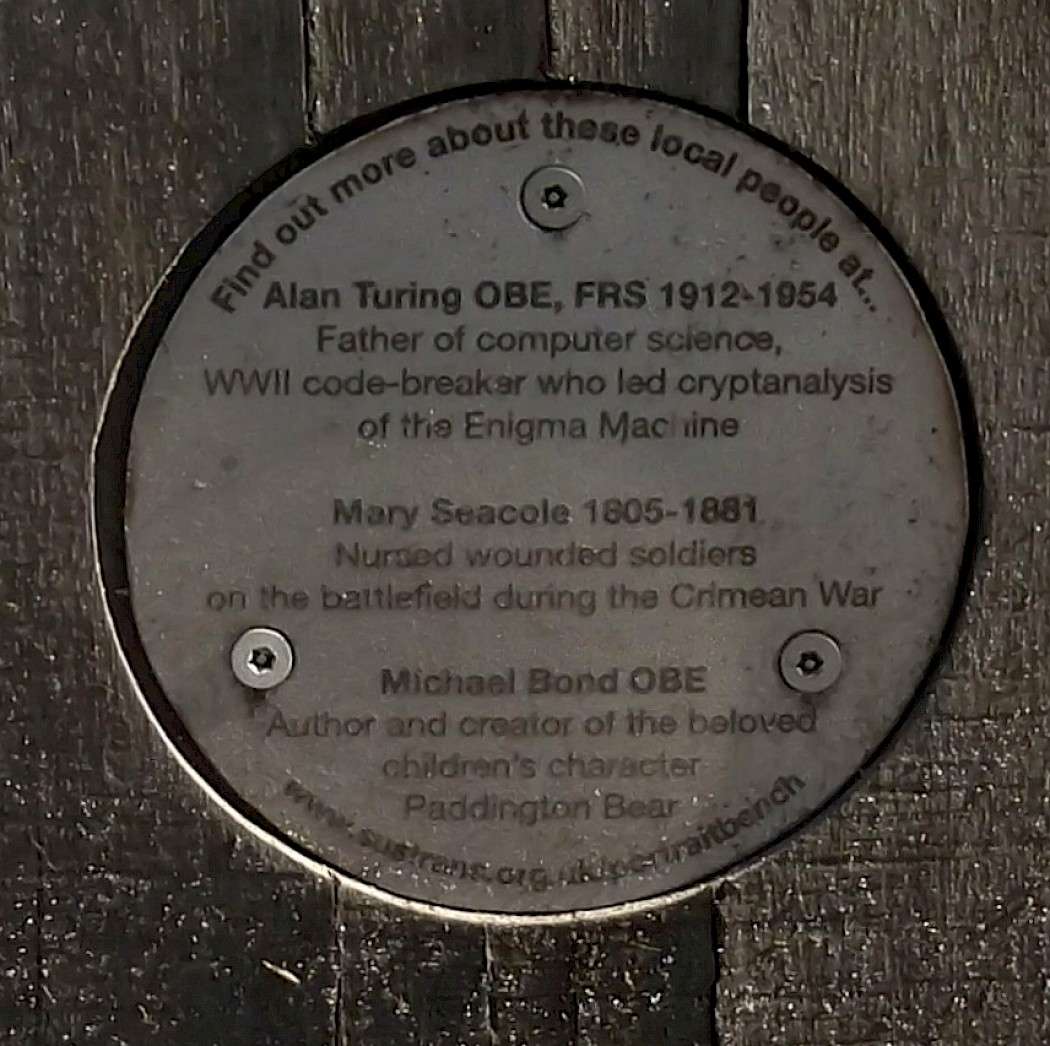 Find out more about these local people at...
Alan Turing OBE, FRS 1912-1954
Father of computer science,
WWII code-breaker who led cryptanalysis
of the Enigma Machine
Mary Seacole 1805-1881
Nursed wounded soldiers
on the battlefield during the Crimean War
Michael Bond OBE
Author and creator of the beloved
children's character
Paddington Bear
www.sustrans.org.uk/portraitbench